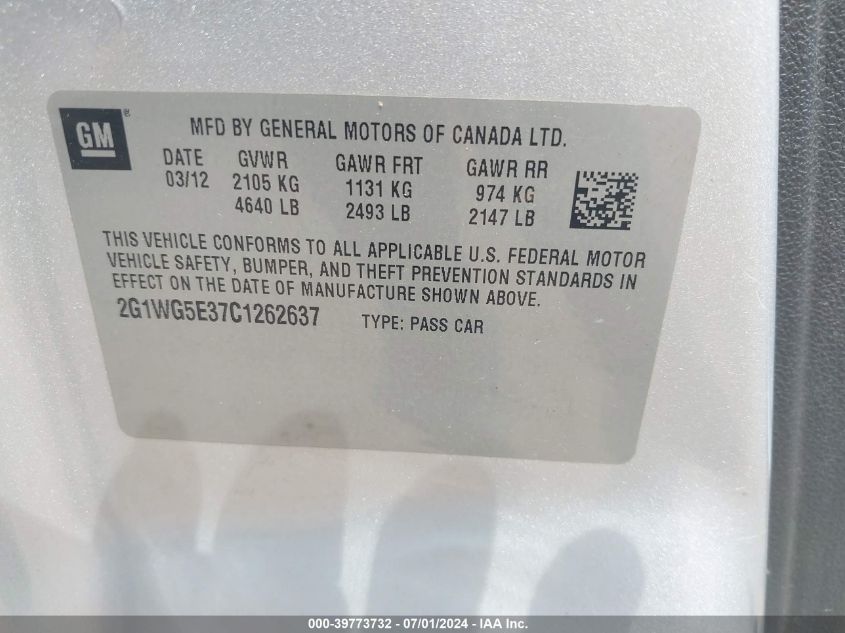 GM ®
MFD BY GENERAL MOTORS OF CANADA LTD.
DATE GVWR GAWR FRT GAWR RR
03/12 2105 KG 1131 KG 974 KG
4640 LB 2493 LB 2147 LB
THIS VEHICLE CONFORMS TO ALL APPLICABLE U.S. FEDERAL MOTOR
VEHICLE SAFETY, BUMPER, AND THEFT PREVENTION STANDARDS IN
EFFECT ON THE DATE OF MANUFACTURE SHOWN ABOVE.
2G1WG5E37C1262637 TYPE: PASS CAR
000-39773732 - 07/01/2024 - IAA Inc.